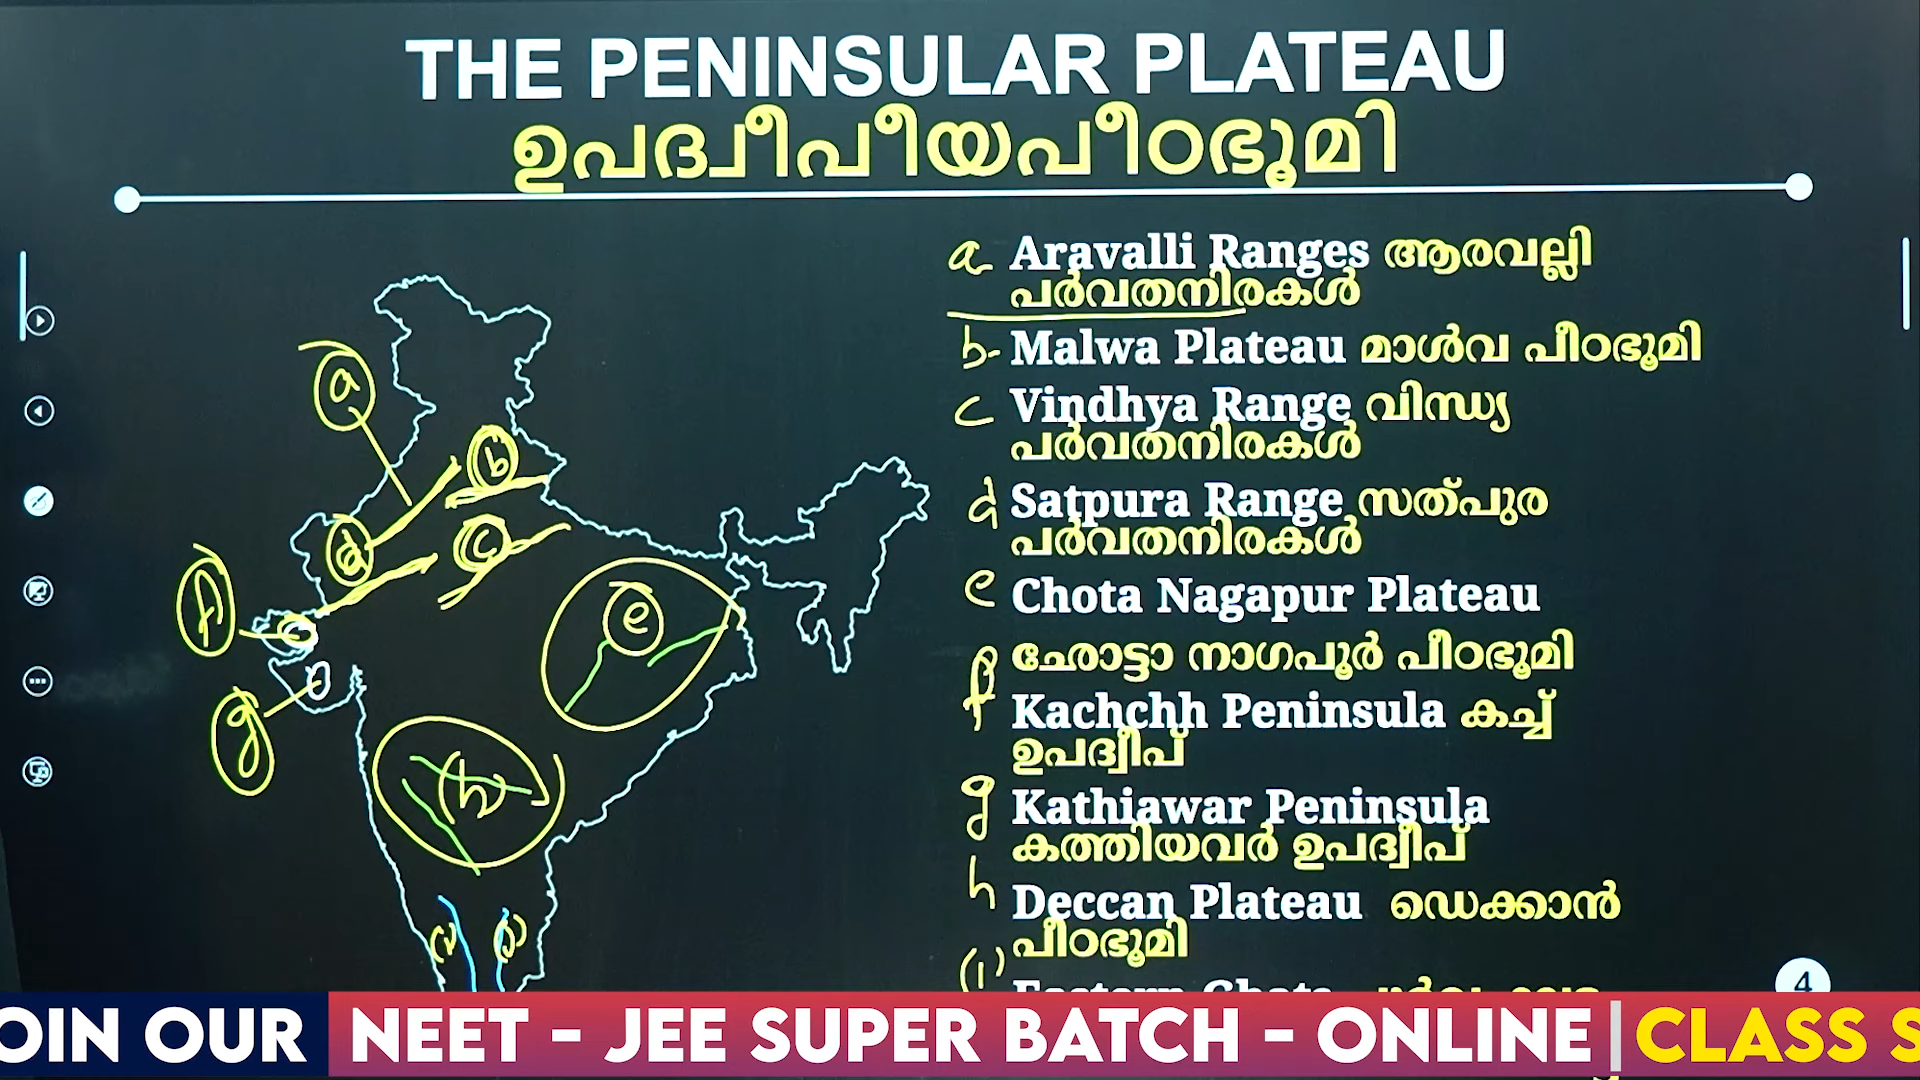 THE PENINSULAR PLATEAU
ഉപദ്വീപീയപീഠഭൂമി
a Aravalli Ranges ആരവല്ലി
പർവതനിരകൾ
b- Malwa Plateau മാൾവ പീഠഭൂമി
c Vindhya Range വിന്ധ്യ
പർവതനിരകൾ
d Satpura Range സത്പുര
പർവതനിരകൾ
e Chota Nagapur Plateau
ഛോട്ടാ നാഗപൂർ പീഠഭൂമി
f Kachchh Peninsula കച്ച്
ഉപദ്വീപ്
g Kathiawar Peninsula
കത്തിയവർ ഉപദ്വീപ്
h Deccan Plateau ഡെക്കാൻ
പീഠഭൂമി
(i) Eastern Ghats
a
b
c
d
e
f
g
h
4
OIN OUR NEET - JEE SUPER BATCH - ONLINE | CLASS S